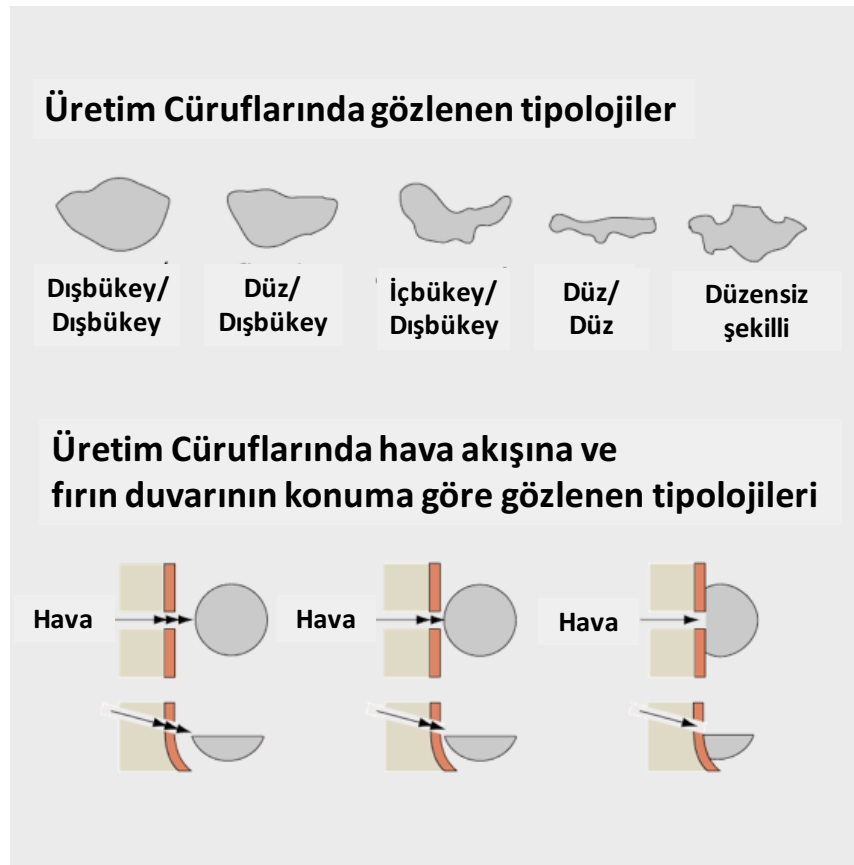 Üretim Cüruflarında gözlenen tipolojiler
Dışbükey/
Dışbükey
Düz/
Dışbükey
İçbükey/
Dışbükey
Düz/
Düz
Düzensiz
şekilli
Üretim Cüruflarında hava akışına ve
fırın duvarının konuma göre gözlenen tipolojileri
Hava
Hava
Hava